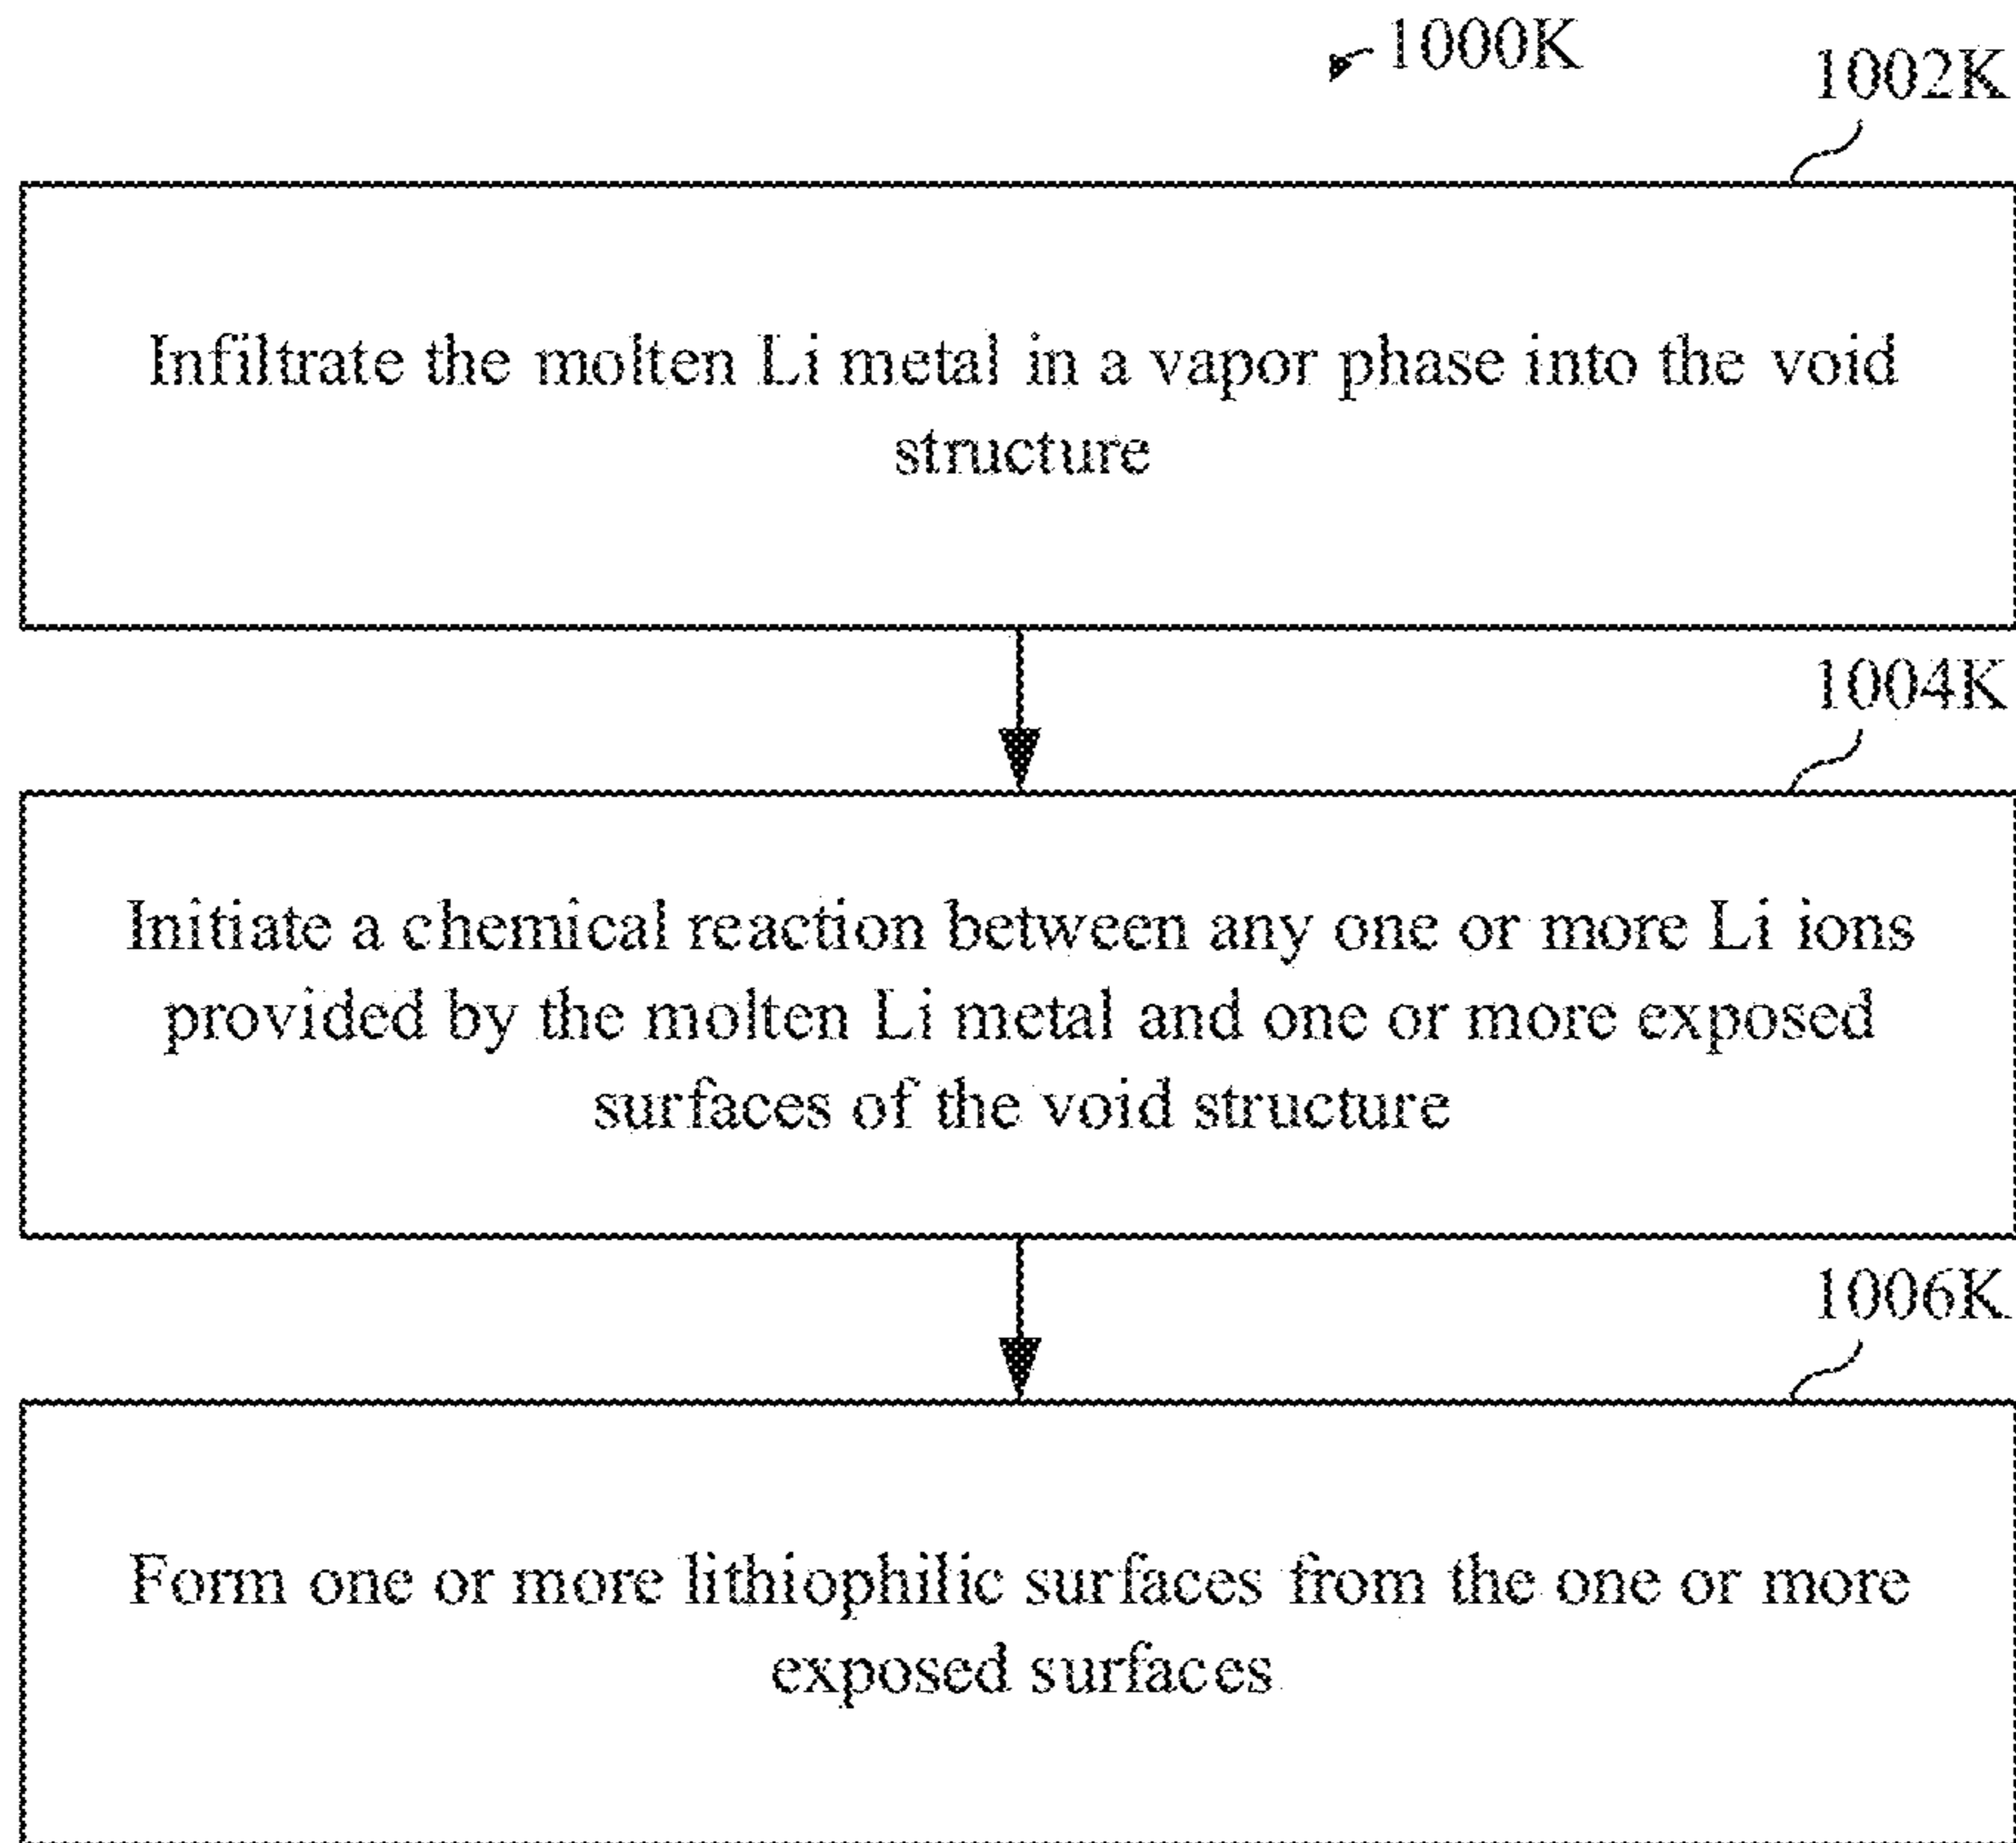 1000K
1002K
Infiltrate the molten Li metal in a vapor phase into the void
structure
1004K
Initiate a chemical reaction between any one or more Li ions
provided by the molten Li metal and one or more exposed
surfaces of the void structure
1006K
Form one or more lithiophilic surfaces from the one or more
exposed surfaces